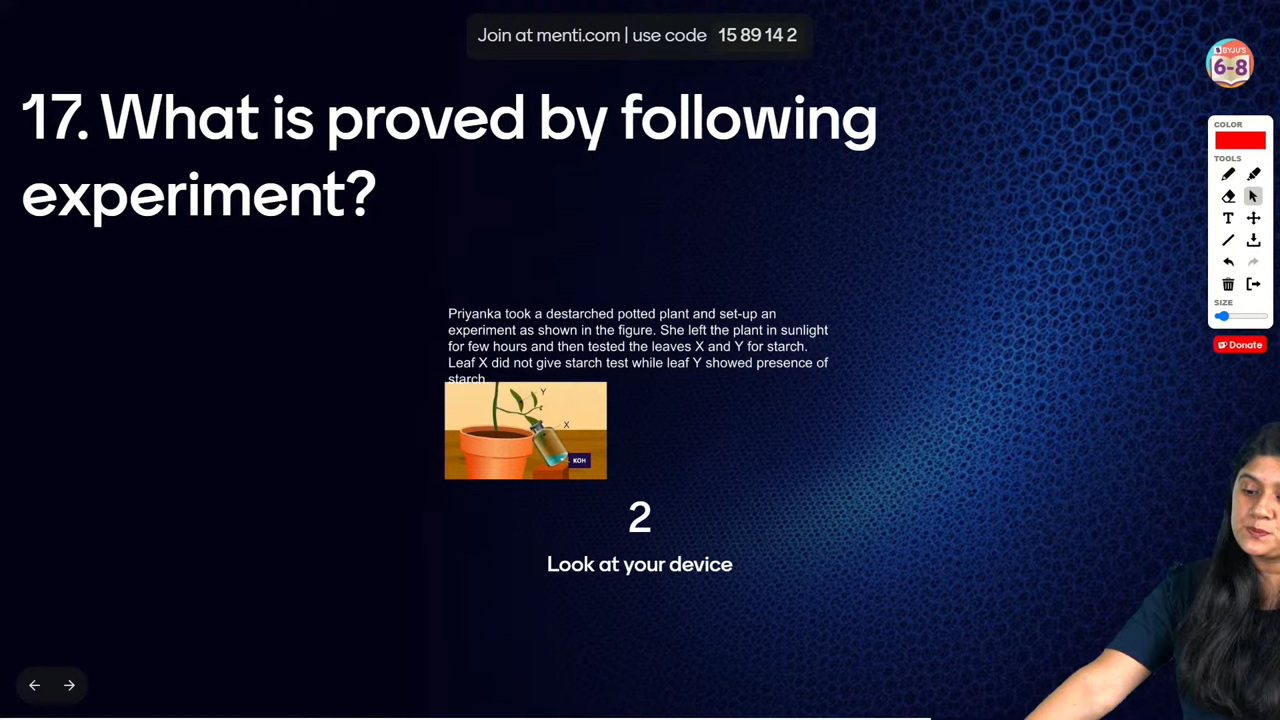 Join at menti.com | use code 15 89 14 2
BYJU'S
6-8
17. What is proved by following
experiment?
COLOR
TOOLS
T
SIZE
Donate
Priyanka took a destarched potted plant and set-up an
experiment as shown in the figure. She left the plant in sunlight
for few hours and then tested the leaves X and Y for starch.
Leaf X did not give starch test while leaf Y showed presence of
starch.
Y
X
KOH
2
Look at your device